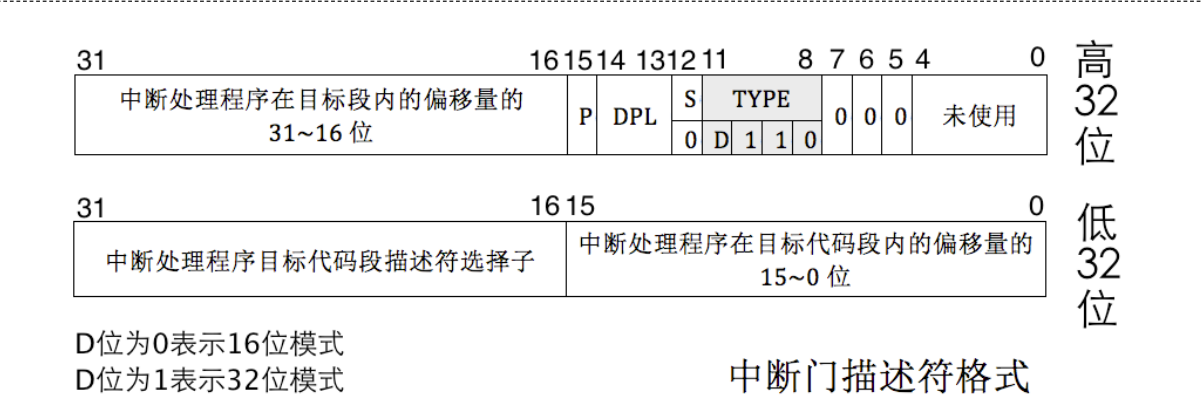 31 16 15 14 13 12 11 8 7 6 5 4 0
中断处理程序在目标段内的偏移量的
31~16 位
P DPL S TYPE 0 0 0 未使用
0 D 1 1 0
高32位
31 16 15 0
中断处理程序目标代码段描述符选择子
中断处理程序在目标代码段内的偏移量的
15~0 位
低32位
D位为0表示16位模式
D位为1表示32位模式
中断门描述符格式